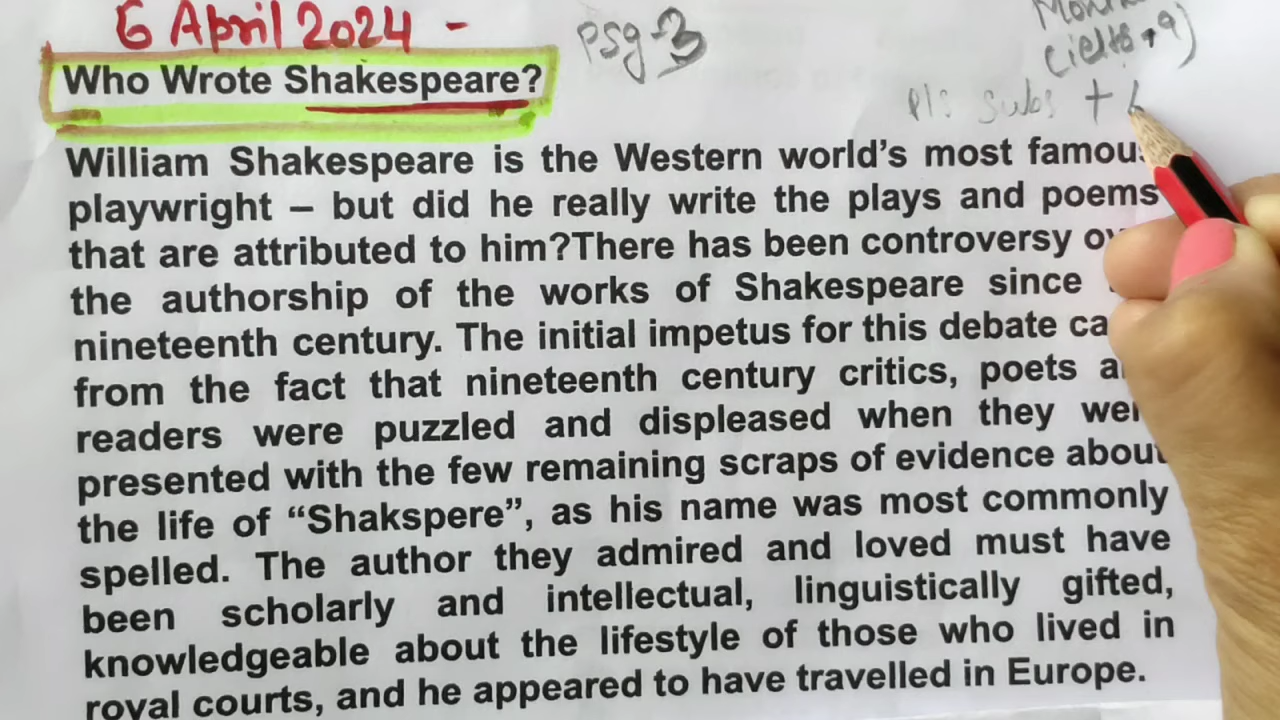 6 April 2024 -
psg-3
(ielts, 9)
Who Wrote Shakespeare?
pls subs +
William Shakespeare is the Western world's most
playwright – but did he really write the plays and poems
that are attributed to him?There has been controversy
the authorship of the works of Shakespeare since
nineteenth century. The initial impetus for this debate
from the fact that nineteenth century critics, poets
readers were puzzled and displeased when they
presented with the few remaining scraps of evidence about
the life of “Shakspere”, as his name was most commonly
spelled. The author they admired and loved must have
been scholarly and intellectual, linguistically gifted,
knowledgeable about the lifestyle of those who lived in
royal courts, and he appeared to have travelled in Europe.